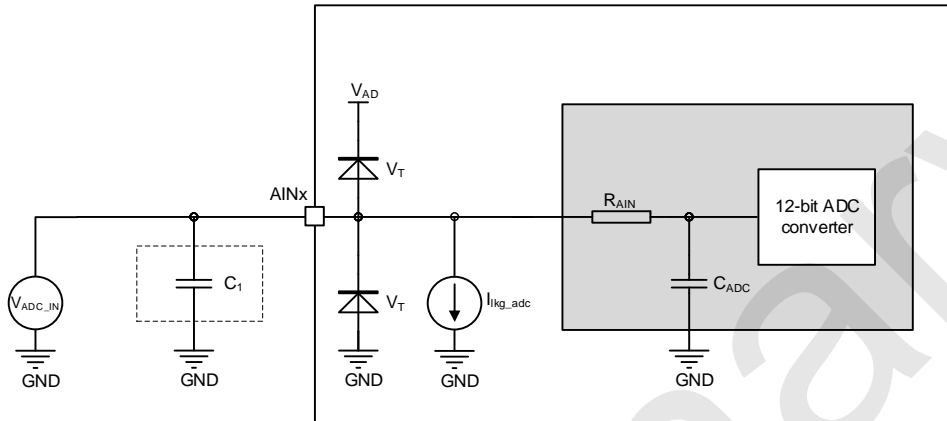 V_AD
V_T
AINx
R_AIN
12-bit ADC
converter
V_ADC_IN
C_1
V_T
I_lkg_adc
C_ADC
GND
GND
GND
GND
GND